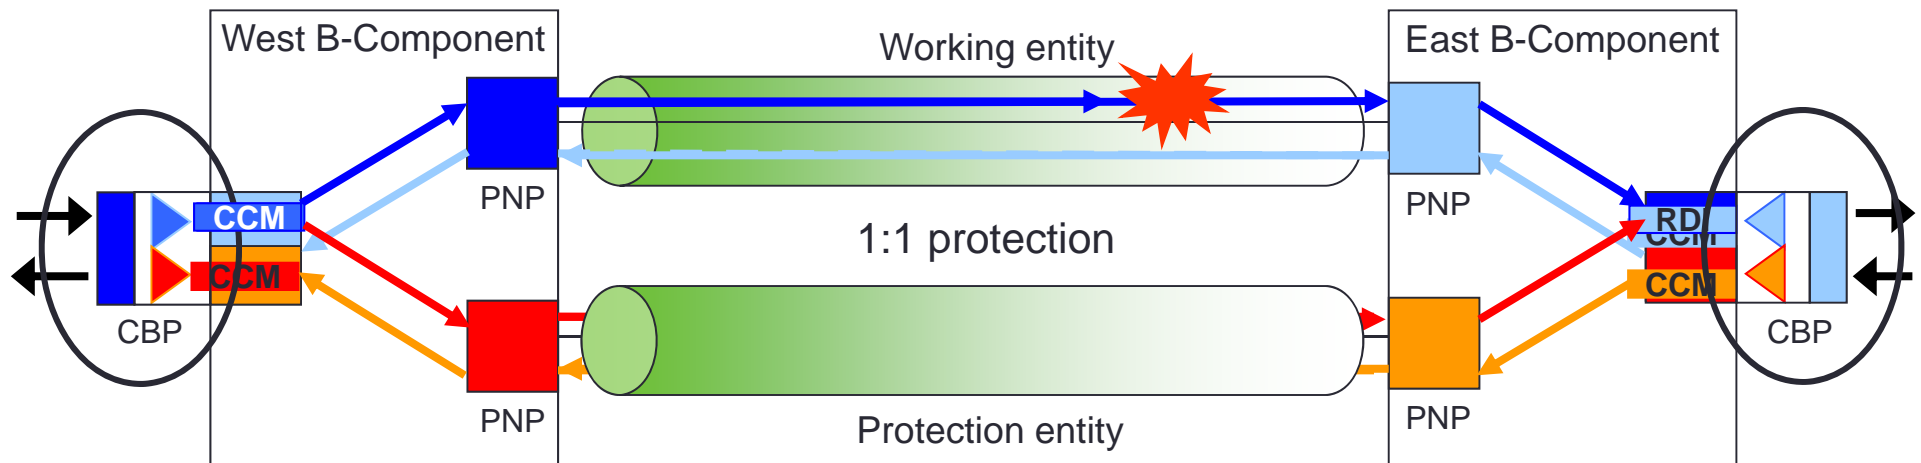 West B-Component
Working entity
East B-Component
PNP
PNP
CCM
CCM
1:1 protection
RDI
CCM
CCM
CBP
CBP
PNP
PNP
Protection entity